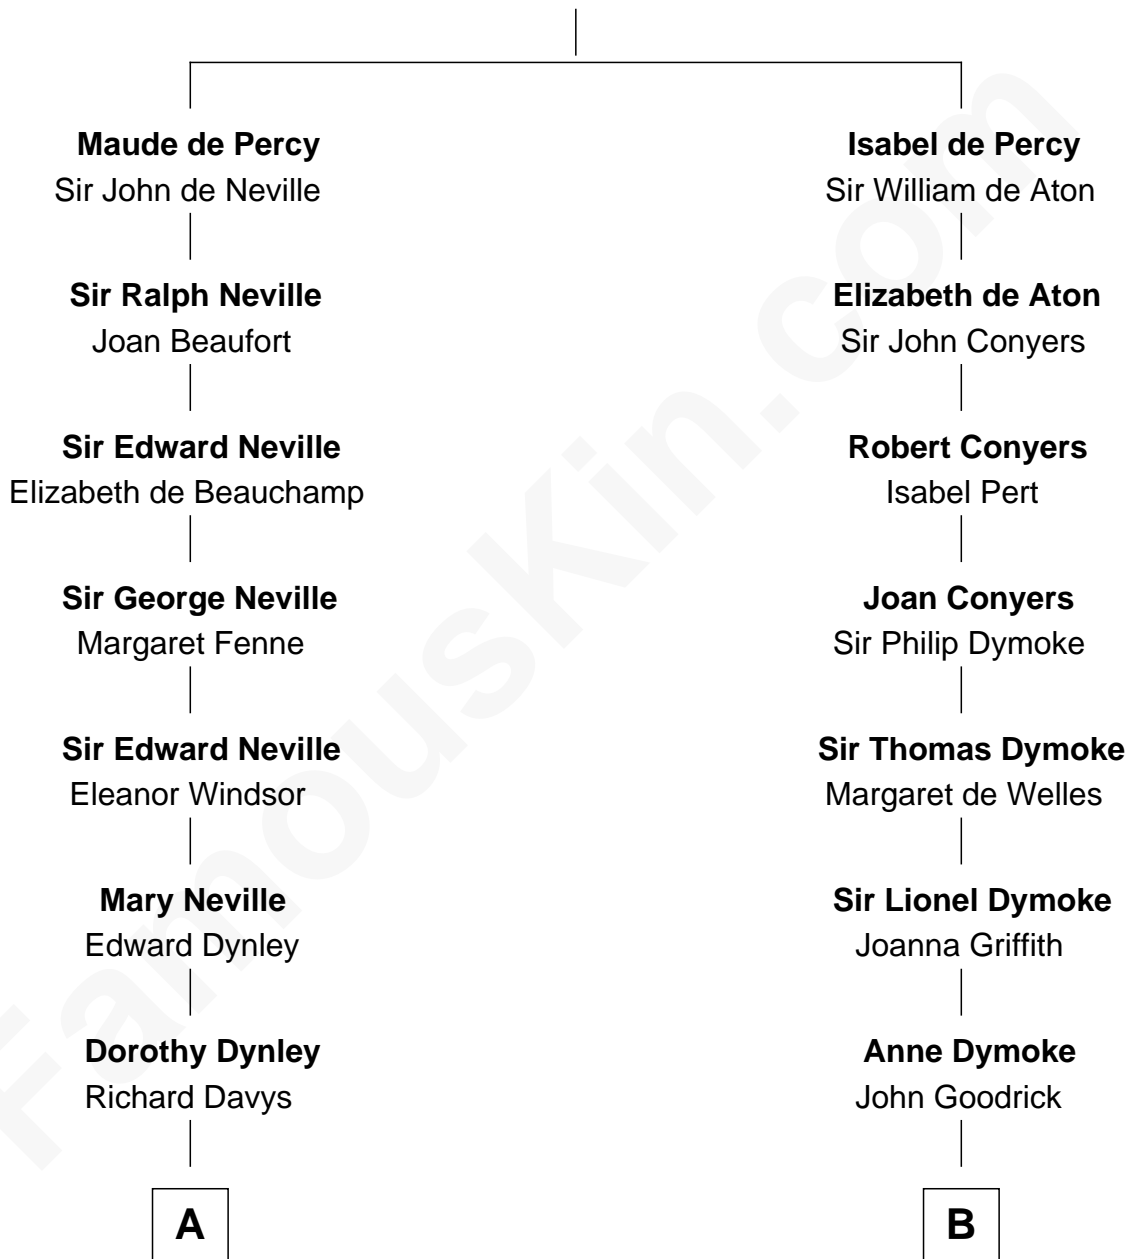 Maude de Percy
Sir John de Neville
Sir Ralph Neville
Joan Beaufort
Sir Edward Neville
Elizabeth de Beauchamp
Sir George Neville
Margaret Fenne
Sir Edward Neville
Eleanor Windsor
Mary Neville
Edward Dynley
Dorothy Dynley
Richard Davys
A
Isabel de Percy
Sir William de Aton
Elizabeth de Aton
Sir John Conyers
Robert Conyers
Isabel Pert
Joan Conyers
Sir Philip Dymoke
Sir Thomas Dymoke
Margaret de Welles
Sir Lionel Dymoke
Joanna Griffith
Anne Dymoke
John Goodrick
B
FamousKin.com